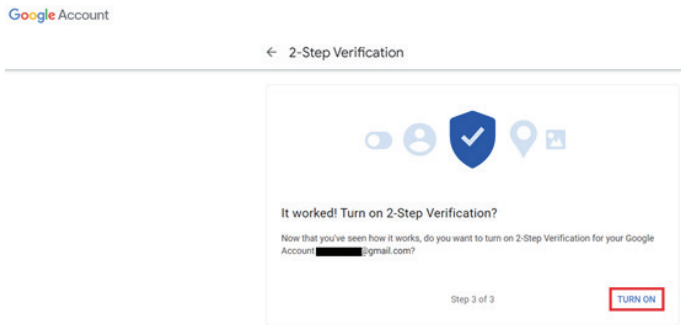 Google Account
← 2-Step Verification
It worked! Turn on 2-Step Verification?
Now that you've seen how it works, do you want to turn on 2-Step Verification for your Google
Account @gmail.com?
Step 3 of 3
TURN ON